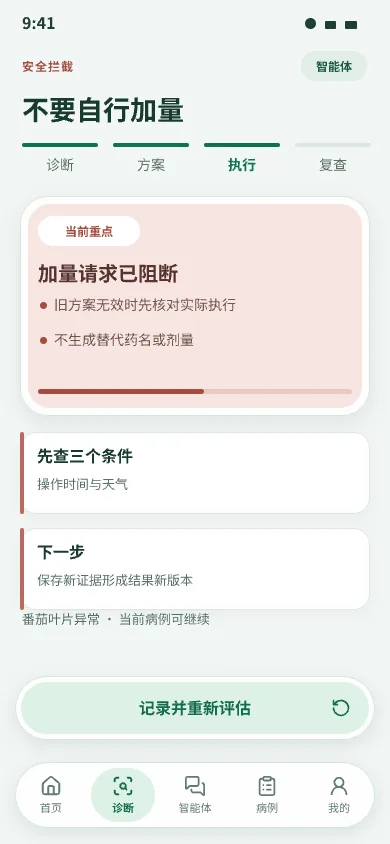 9:41
安全拦截
智能体
不要自行加量
诊断
方案
执行
复查
当前重点
加量请求已阻断
旧方案无效时先核对实际执行
不生成替代药名或剂量
先查三个条件
操作时间与天气
下一步
保存新证据形成结果新版本
番茄叶片异常 · 当前病例可继续
记录并重新评估
首页
诊断
智能体
病例
我的